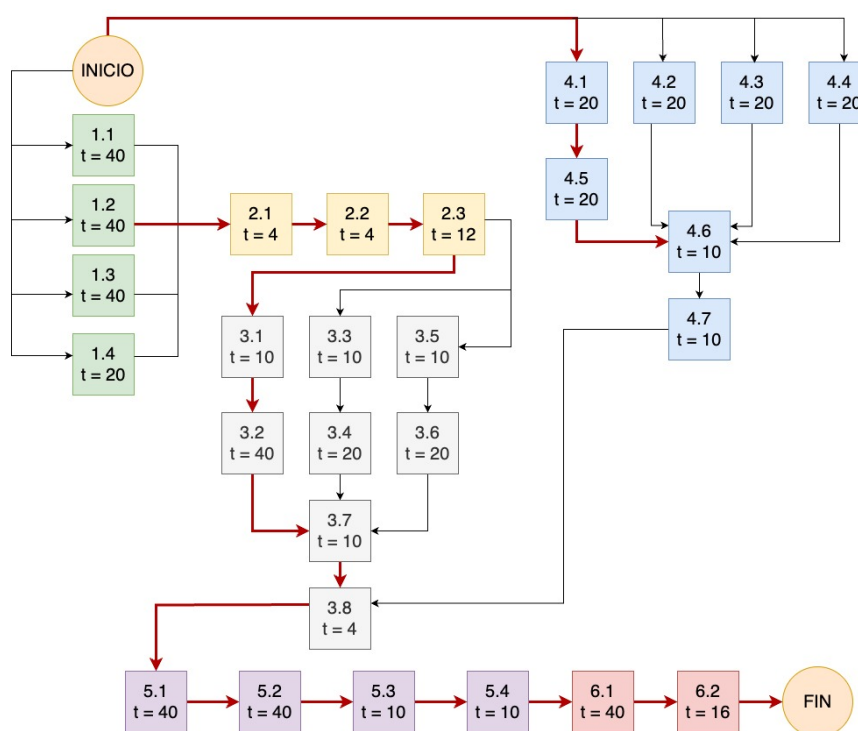 INICIO
4.1
t = 20
4.2
t = 20
4.3
t = 20
4.4
t = 20
1.1
t = 40
4.5
t = 20
1.2
t = 40
2.1
t = 4
2.2
t = 4
2.3
t = 12
4.6
t = 10
1.3
t = 40
4.7
t = 10
1.4
t = 20
3.1
t = 10
3.3
t = 10
3.5
t = 10
3.2
t = 40
3.4
t = 20
3.6
t = 20
3.7
t = 10
3.8
t = 4
5.1
t = 40
5.2
t = 40
5.3
t = 10
5.4
t = 10
6.1
t = 40
6.2
t = 16
FIN